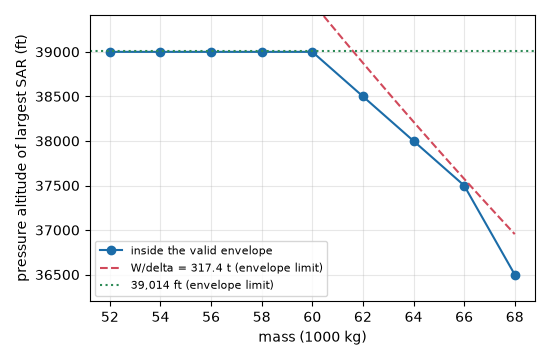 pressure altitude of largest SAR (ft)
39000
38500
38000
37500
37000
36500
inside the valid envelope
W/delta = 317.4 t (envelope limit)
39,014 ft (envelope limit)
52 54 56 58 60 62 64 66 68
mass (1000 kg)